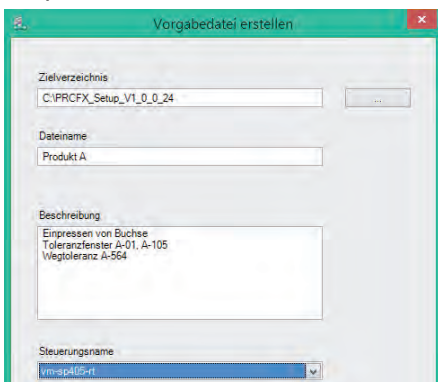 Vorgabedatei erstellen
Zielverzeichnis
C:\PRCFX_Setup_V1_0_0_24
...
Dateiname
Produkt A
Beschreibung
Einpressen von Buchse
Toleranzfenster A-01, A-105
Wegtoleranz A-564
Steuerungsname
vm-sp405-rt